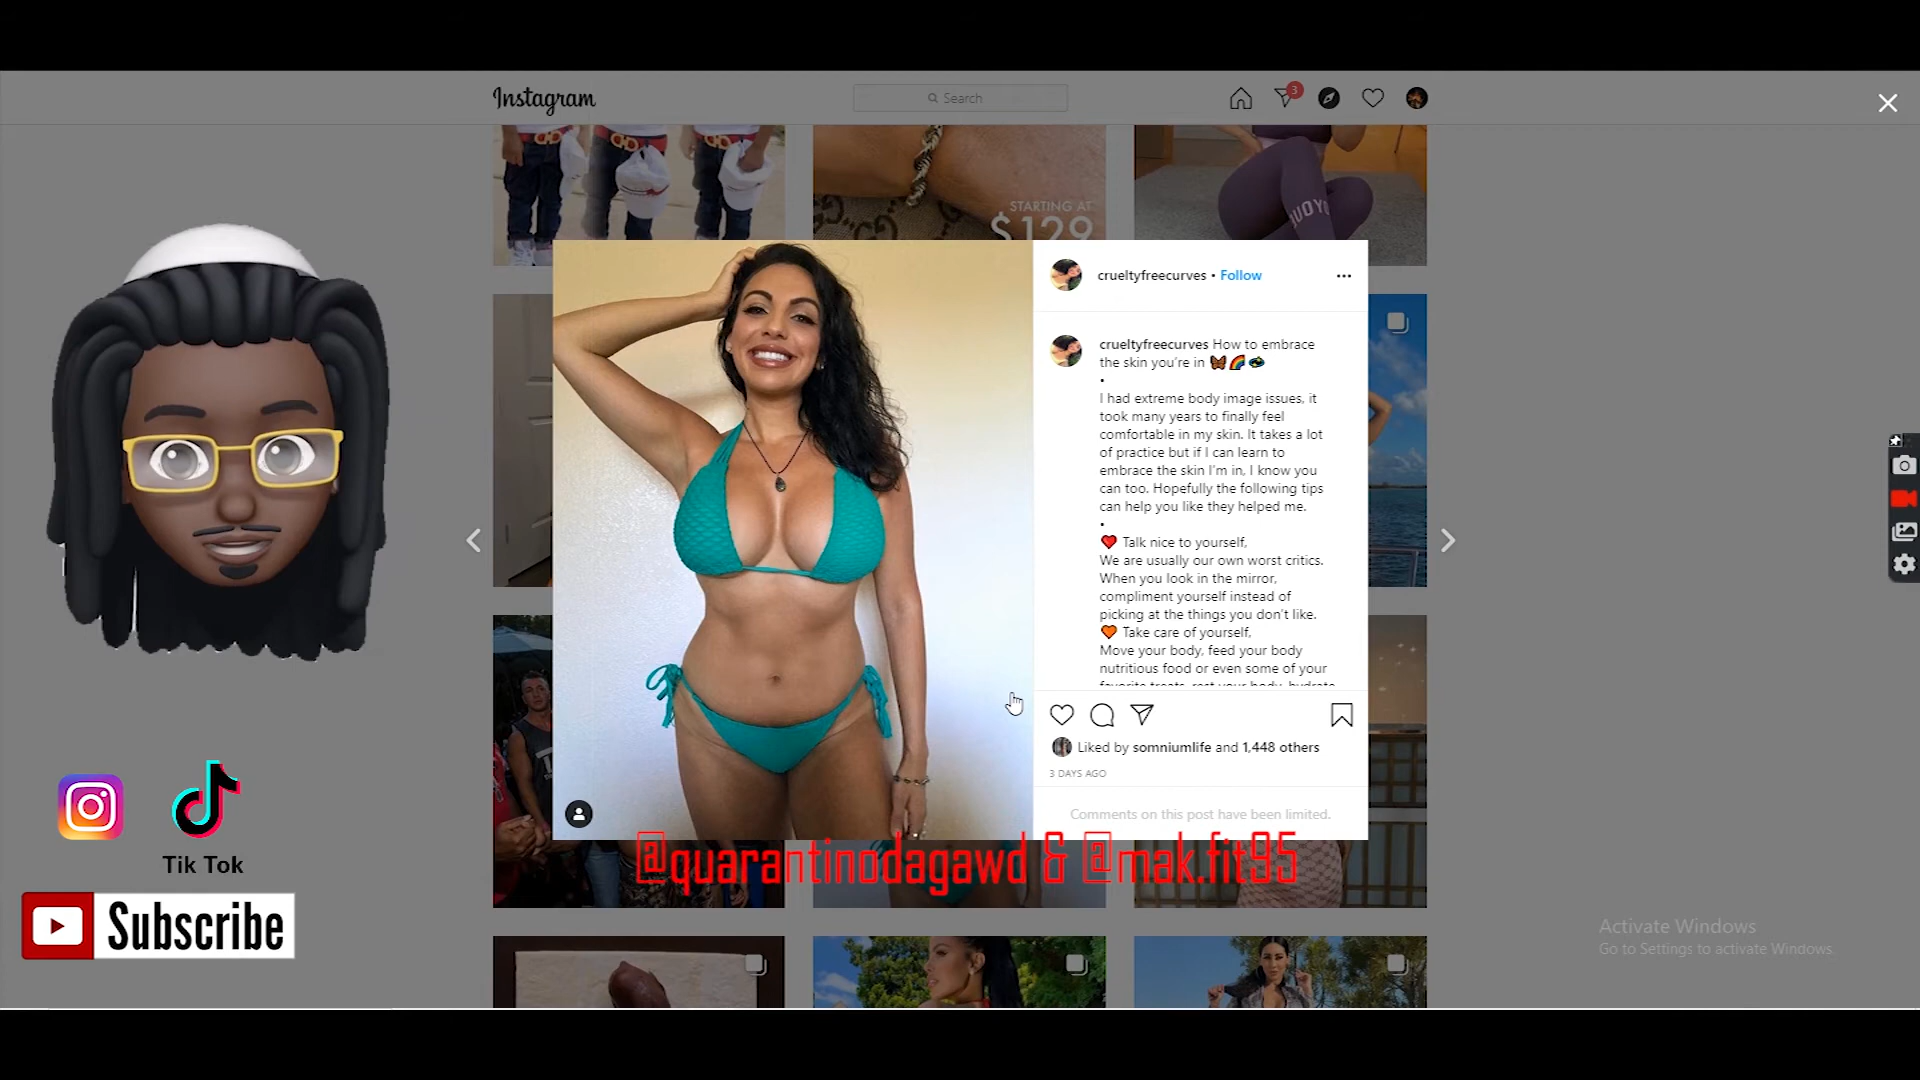 Instagram
Search
3
STARTING AT
$129
crueltyfreecurves • Follow
crueltyfreecurves How to embrace
the skin you're in 🦋🌈💫
•
I had extreme body image issues, it
took many years to finally feel
comfortable in my skin. It takes a lot
of practice but if I can learn to
embrace the skin I'm in, I know you
can too. Hopefully the following tips
can help you like they helped me.
•
❤️ Talk nice to yourself,
We are usually our own worst critics.
When you look in the mirror,
compliment yourself instead of
picking at the things you don't like.
🧡 Take care of yourself,
Move your body, feed your body
nutritious food or even some of your
favorite treats, rest your body, hydrate
Liked by somniumlife and 1,448 others
3 DAYS AGO
Comments on this post have been limited.
@quarantinodagawd & @mak.fit95
Tik Tok
Subscribe
Activate Windows
Go to Settings to activate Windows.